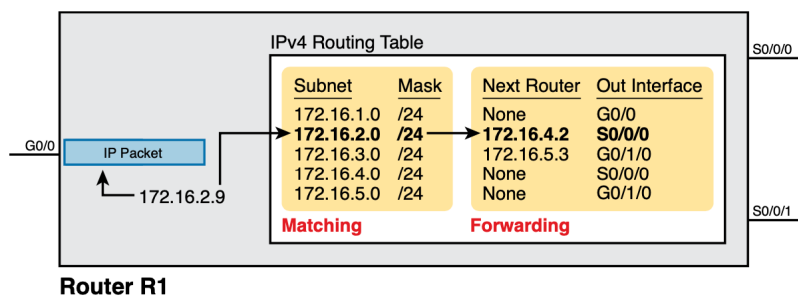 IPv4 Routing Table
S0/0/0
Subnet Mask Next Router Out Interface
172.16.1.0 /24 None G0/0
172.16.2.0 /24 172.16.4.2 S0/0/0
172.16.3.0 /24 172.16.5.3 G0/1/0
172.16.4.0 /24 None S0/0/0
172.16.5.0 /24 None G0/1/0
G0/0
IP Packet
172.16.2.9
Matching Forwarding
S0/0/1
Router R1